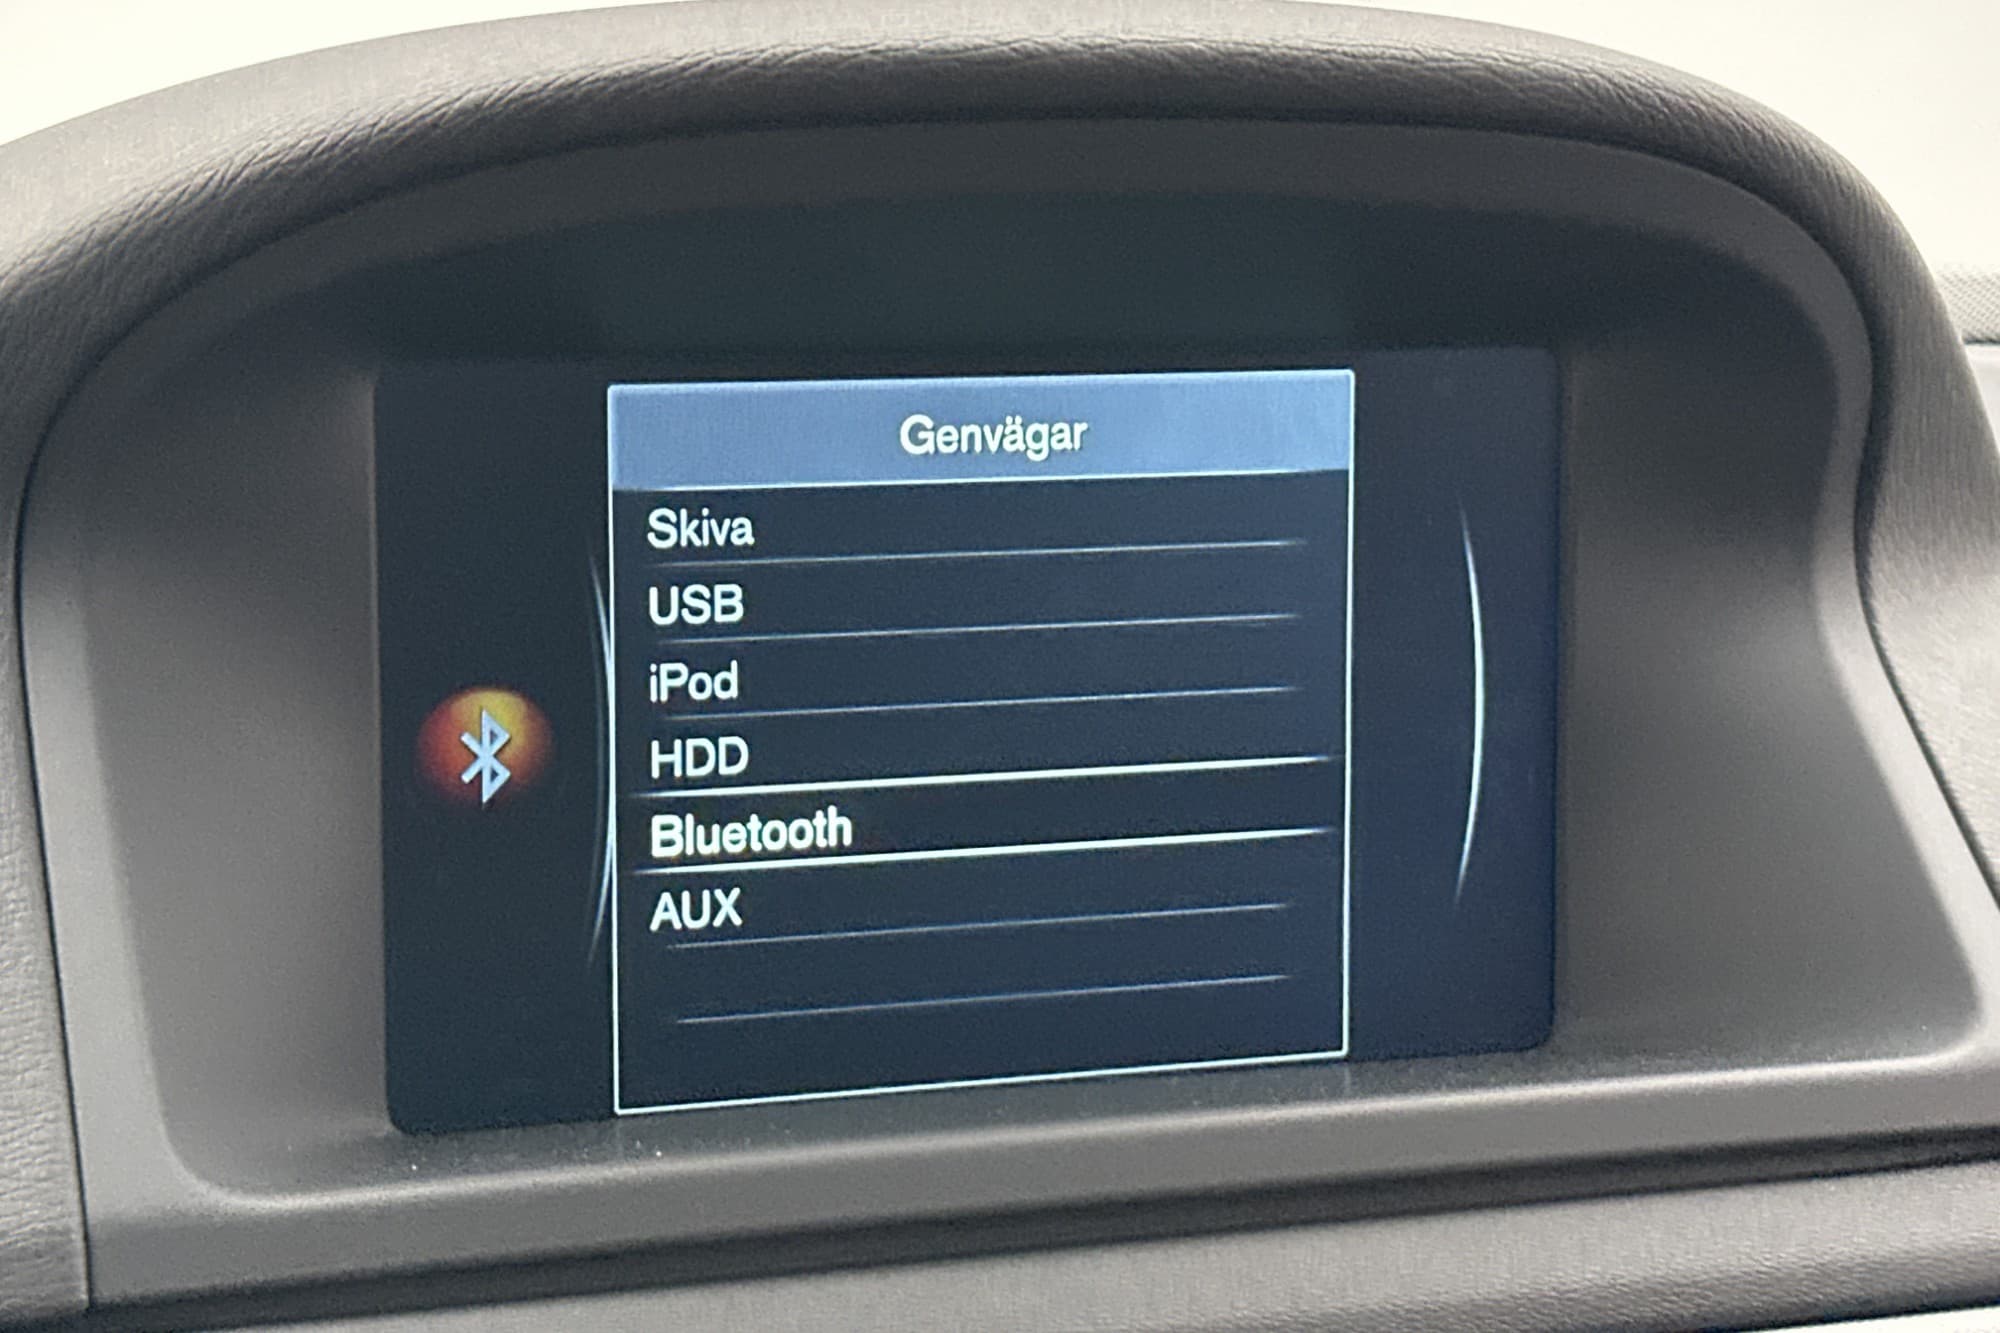 Genvägar
Skiva
USB
iPod
HDD
Bluetooth
AUX